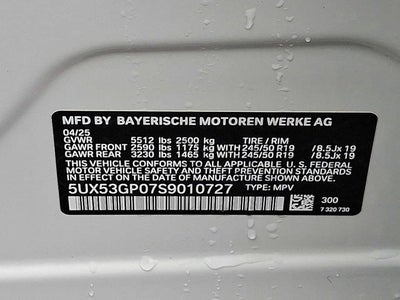 MFD BY BAYERISCHE MOTOREN WERKE AG
04/25
GVWR 5512 lbs 2500 kg TIRE / RIM
GAWR FRONT 2590 lbs 1175 kg WITH 245/50 R19 / 8.5Jx 19
GAWR REAR 3230 lbs 1465 kg WITH 245/50 R19 / 8.5Jx 19
THIS VEHICLE CONFORMS TO ALL APPLICABLE U.S. FEDERAL
MOTOR VEHICLE SAFETY AND THEFT PREVENTION STANDARDS
IN EFFECT ON THE DATE OF MANUFACTURE SHOWN ABOVE.
5UX53GP07S9010727 TYPE: MPV
300
7 320 730